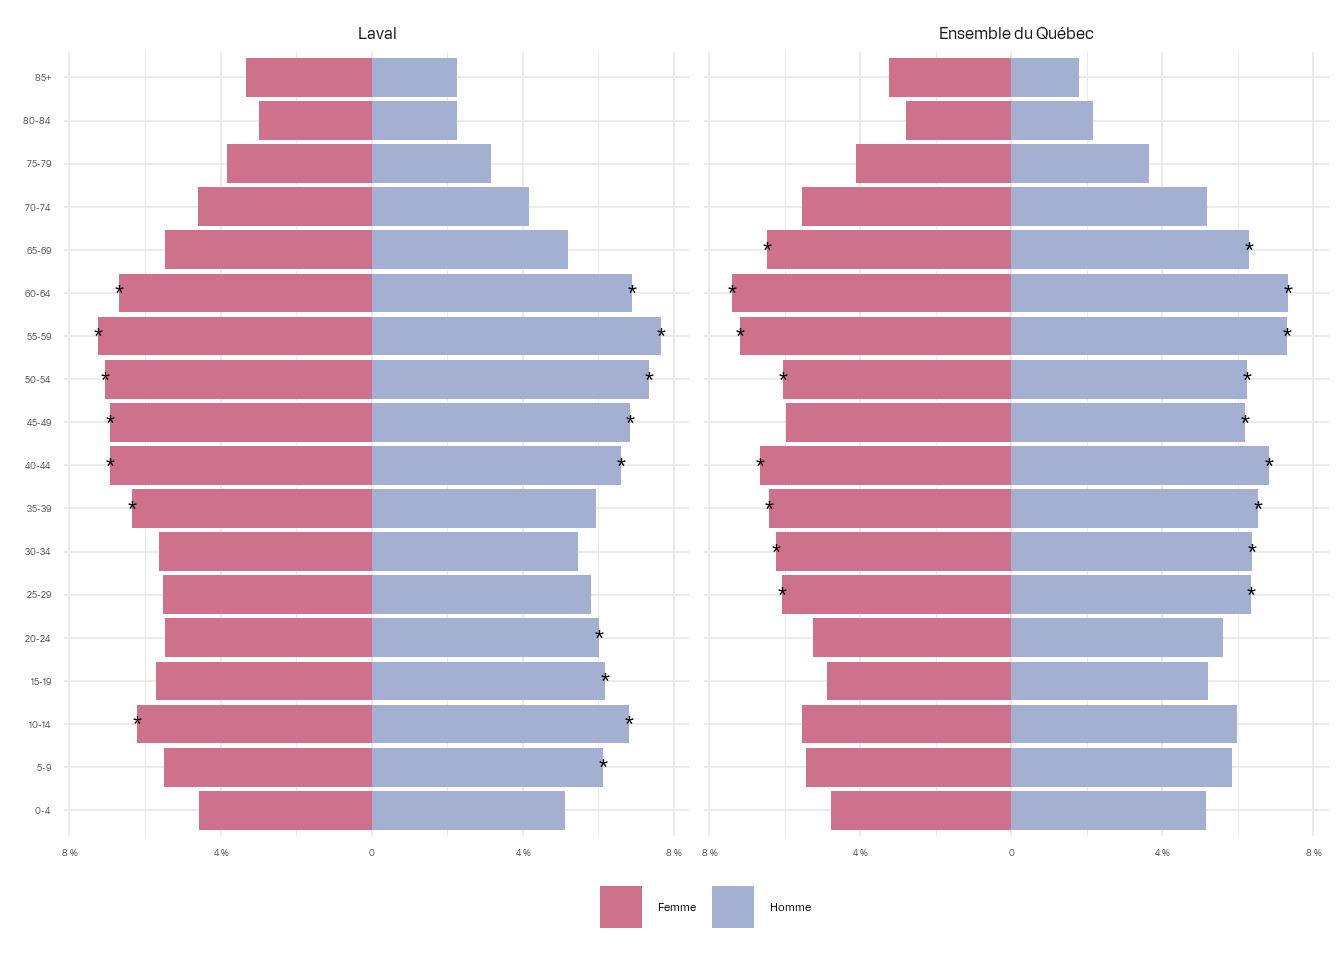 Laval
Ensemble du Québec
85+
80-84
75-79
70-74
65-69
* * * *
60-64
* * * *
55-59
* * * *
50-54
* * * *
45-49
* * *
40-44
* * * *
35-39
* * *
30-34
* *
25-29
* *
20-24
*
15-19
*
10-14
* *
5-9
*
0-4
8 % 4 % 0 4 % 8 % 8 % 4 % 0 4 % 8 %
Femme Homme